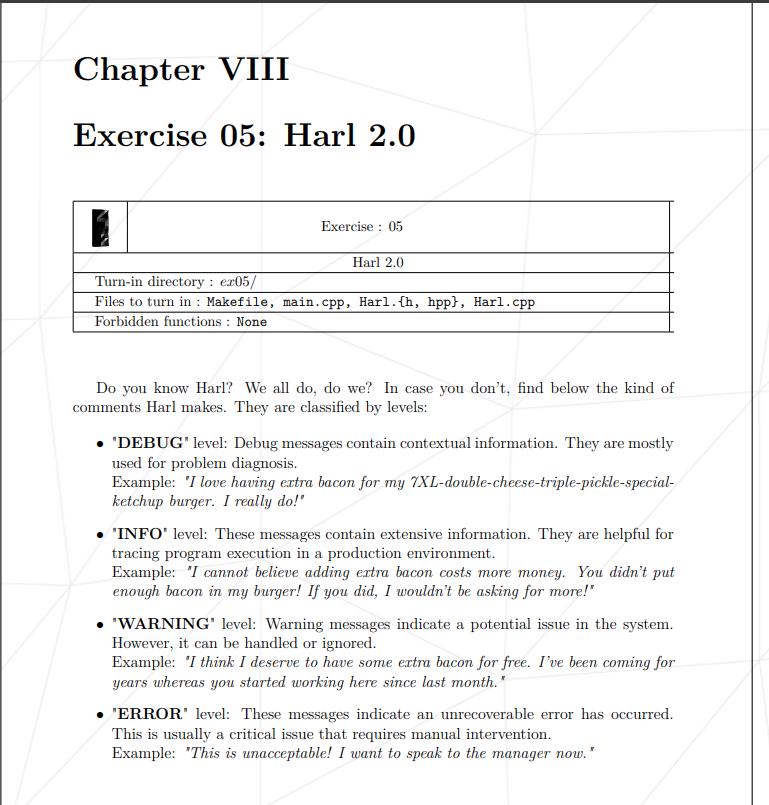 Chapter VIII
Exercise 05: Harl 2.0
Exercise : 05
Harl 2.0
Turn-in directory : ex05/
Files to turn in : Makefile, main.cpp, Harl.{h, hpp}, Harl.cpp
Forbidden functions : None
Do you know Harl? We all do, do we? In case you don't, find below the kind of
comments Harl makes. They are classified by levels:
• "DEBUG" level: Debug messages contain contextual information. They are mostly
used for problem diagnosis.
Example: "I love having extra bacon for my 7XL-double-cheese-triple-pickle-special-
ketchup burger. I really do!"
• "INFO" level: These messages contain extensive information. They are helpful for
tracing program execution in a production environment.
Example: "I cannot believe adding extra bacon costs more money. You didn't put
enough bacon in my burger! If you did, I wouldn't be asking for more!"
• "WARNING" level: Warning messages indicate a potential issue in the system.
However, it can be handled or ignored.
Example: "I think I deserve to have some extra bacon for free. I've been coming for
years whereas you started working here since last month."
• "ERROR" level: These messages indicate an unrecoverable error has occurred.
This is usually a critical issue that requires manual intervention.
Example: "This is unacceptable! I want to speak to the manager now."